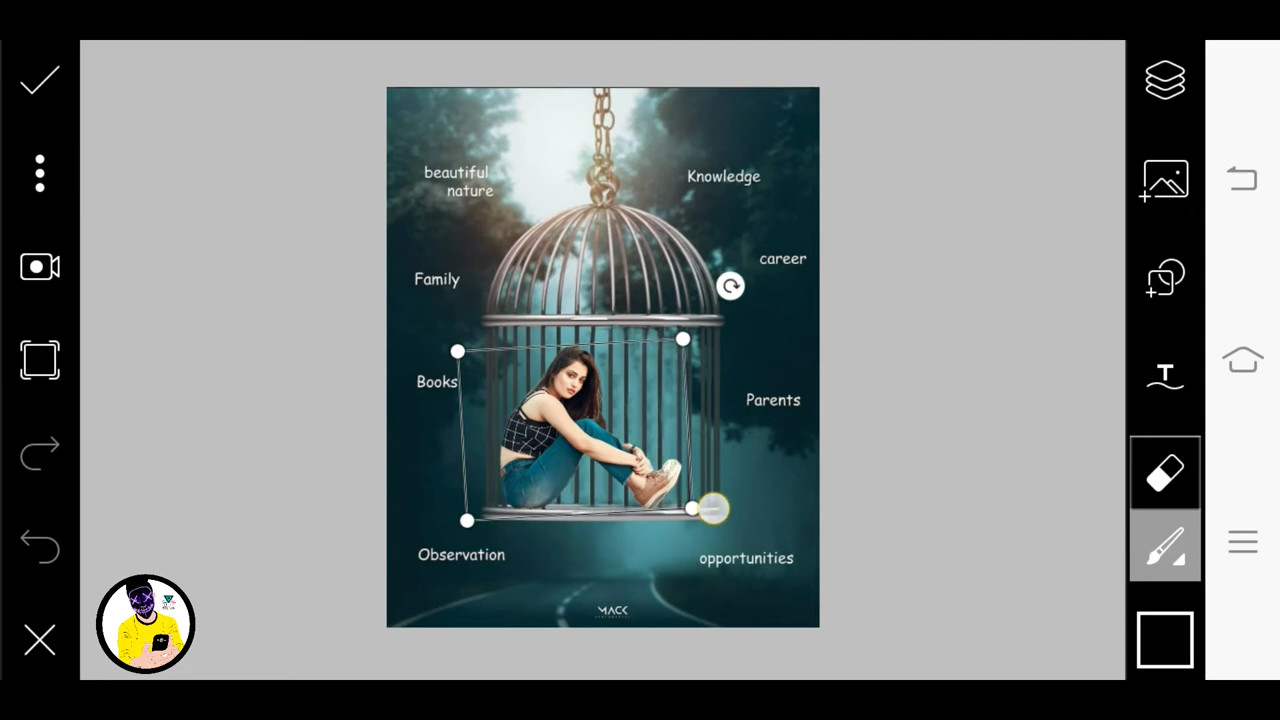 beautiful
nature
Knowledge
career
Family
Books
Parents
Observation
opportunities
MACK
T